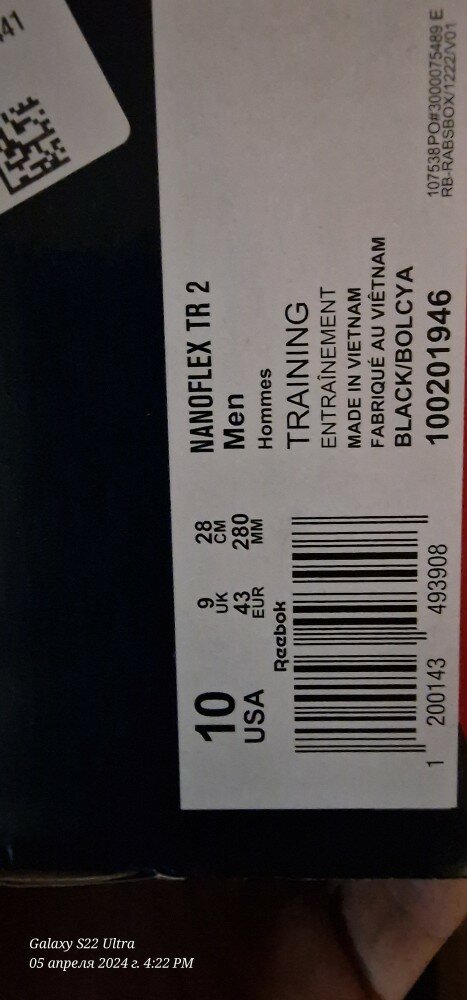 41
107538PO#3000075489 E
RB-RABSBOX/1222/V01
NANOFLEX TR 2
Men
Hommes
TRAINING
ENTRAÎNEMENT
MADE IN VIETNAM
FABRIQUÉ AU VIÊTNAM
BLACK/BOLCYA
100201946
10
USA
9
UK
28
CM
43
EUR
280
MM
Reebok
1 200143 493908
Galaxy S22 Ultra
05 апреля 2024 г. 4:22 PM